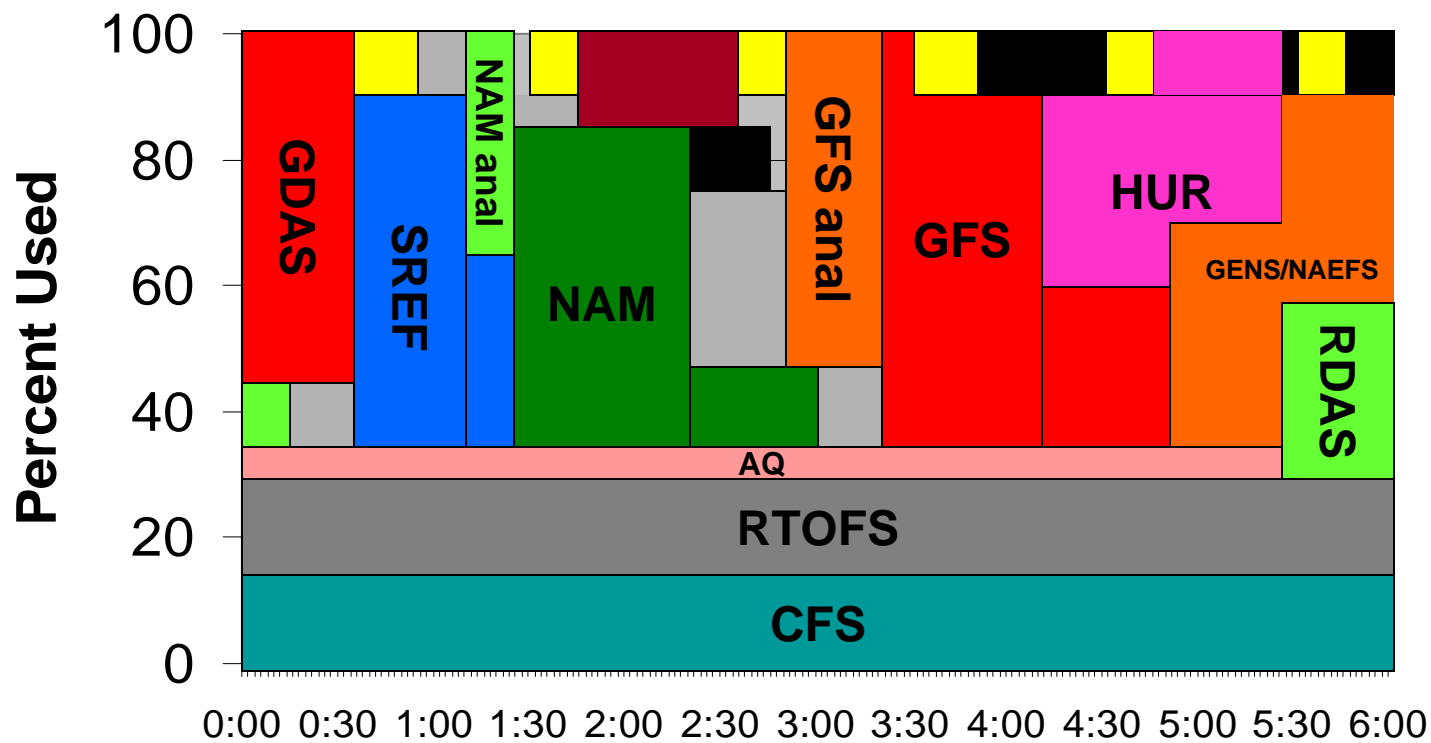 Percent Used
100
80
60
40
20
0
GDAS
SREF
NAM anal
NAM
GFS anal
GFS
HUR
GENS/NAEFS
RDAS
AQ
RTOFS
CFS
0:00 0:30 1:00 1:30 2:00 2:30 3:00 3:30 4:00 4:30 5:00 5:30 6:00